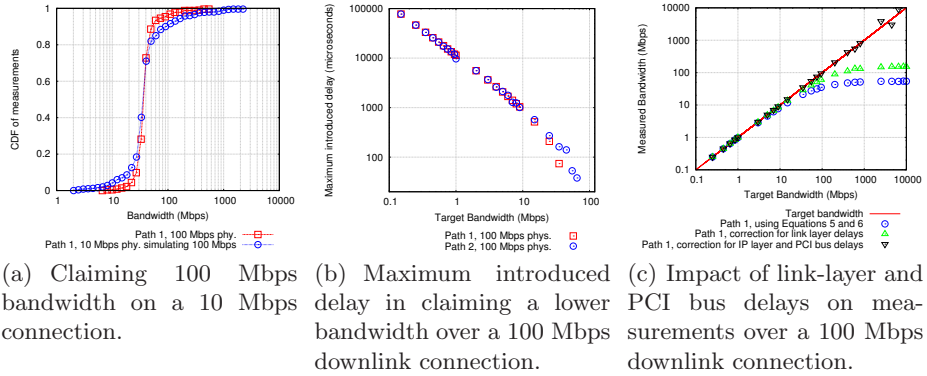 CDF of measurements
1
0.8
0.6
0.4
0.2
0
1 10 100 1000 10000
Bandwidth (Mbps)
Path 1, 100 Mbps phy.
Path 1, 10 Mbps phy. simulating 100 Mbps
Maximum introduced delay (microseconds)
100000
10000
1000
100
0.1 1 10 100
Target Bandwidth (Mbps)
Path 1, 100 Mbps phys.
Path 2, 100 Mbps phys.
Measured Bandwidth (Mbps)
10000
1000
100
10
1
0.1
0.1 1 10 100 1000 10000
Target Bandwidth (Mbps)
Target bandwidth
Path 1, using Equations 5 and 6
Path 1, correction for link layer delays
Path 1, correction for IP layer and PCI bus delays
(a) Claiming 100 Mbps
bandwidth on a 10 Mbps
connection.
(b) Maximum introduced
delay in claiming a lower
bandwidth over a 100 Mbps
downlink connection.
(c) Impact of link-layer and
PCI bus delays on mea-
surements over a 100 Mbps
downlink connection.